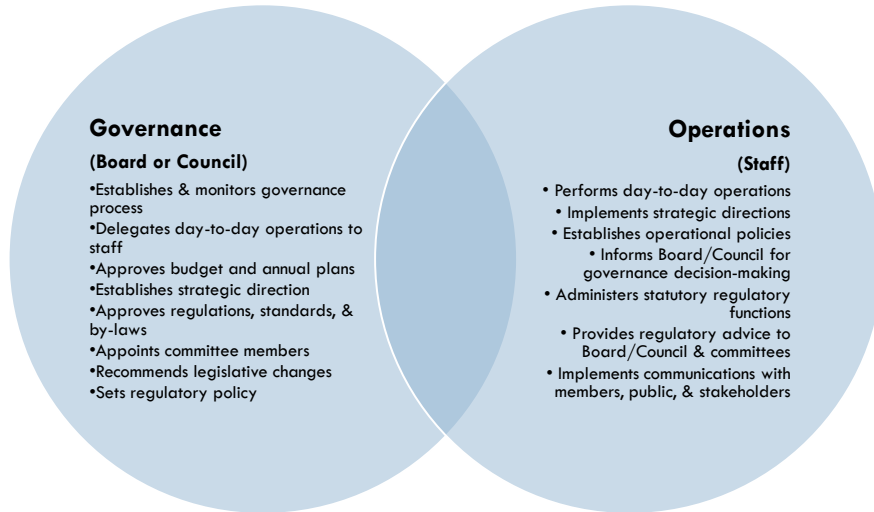 Governance
(Board or Council)
•Establishes & monitors governance
process
•Delegates day-to-day operations to
staff
•Approves budget and annual plans
•Establishes strategic direction
•Approves regulations, standards, &
by-laws
•Appoints committee members
•Recommends legislative changes
•Sets regulatory policy
Operations
(Staff)
• Performs day-to-day operations
• Implements strategic directions
• Establishes operational policies
• Informs Board/Council for
governance decision-making
• Administers statutory regulatory
functions
• Provides regulatory advice to
Board/Council & committees
• Implements communications with
members, public, & stakeholders